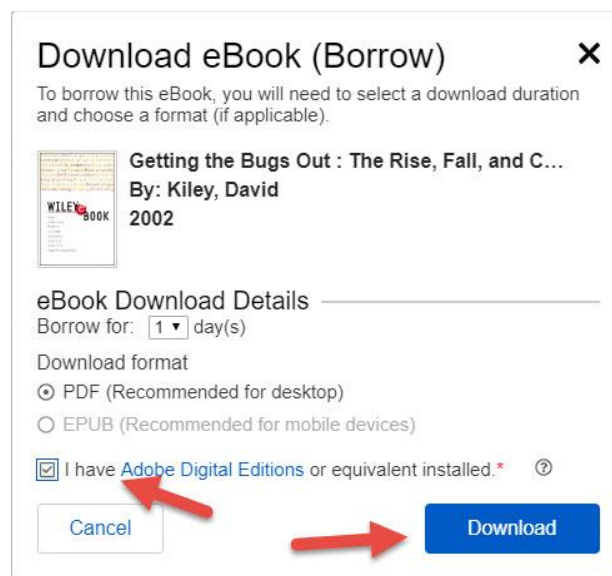 Download eBook (Borrow)
To borrow this eBook, you will need to select a download duration
and choose a format (if applicable).
Getting the Bugs Out : The Rise, Fall, and C...
By: Kiley, David
2002
WILEY
e
BOOK
eBook Download Details
Borrow for: 1 day(s)
Download format
PDF (Recommended for desktop)
EPUB (Recommended for mobile devices)
I have Adobe Digital Editions or equivalent installed.*
?
Cancel
Download